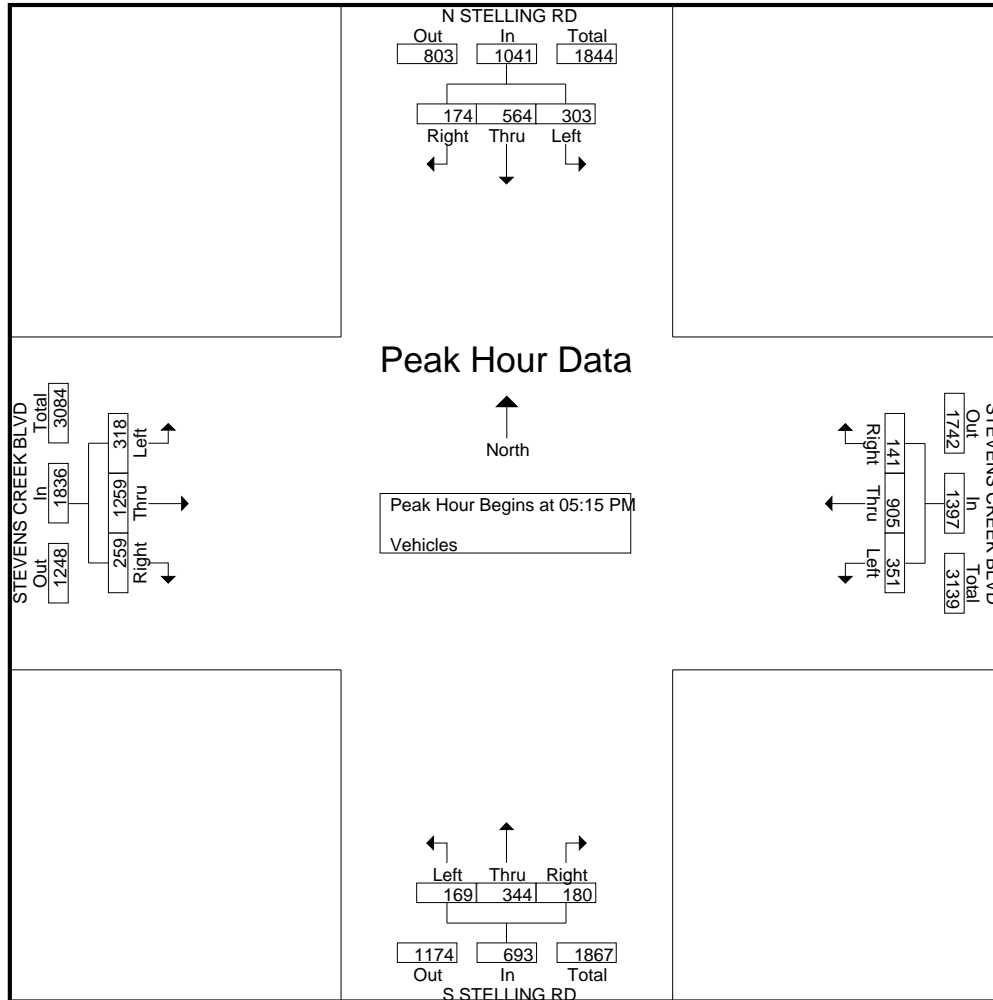 N STELLING RD
Out In Total
803 1041 1844
174 564 303
Right Thru Left
Peak Hour Data
North
Peak Hour Begins at 05:15 PM
Vehicles
STEVENS CREEK BLVD
Out In Total
1248 1836 3084
259 1259 318
Right Thru Left
STEVENS CREEK BLVD
Out In Total
1742 1397 3139
141 905 351
Right Thru Left
Left Thru Right
169 344 180
1174 693 1867
Out In Total
S STELLING RD